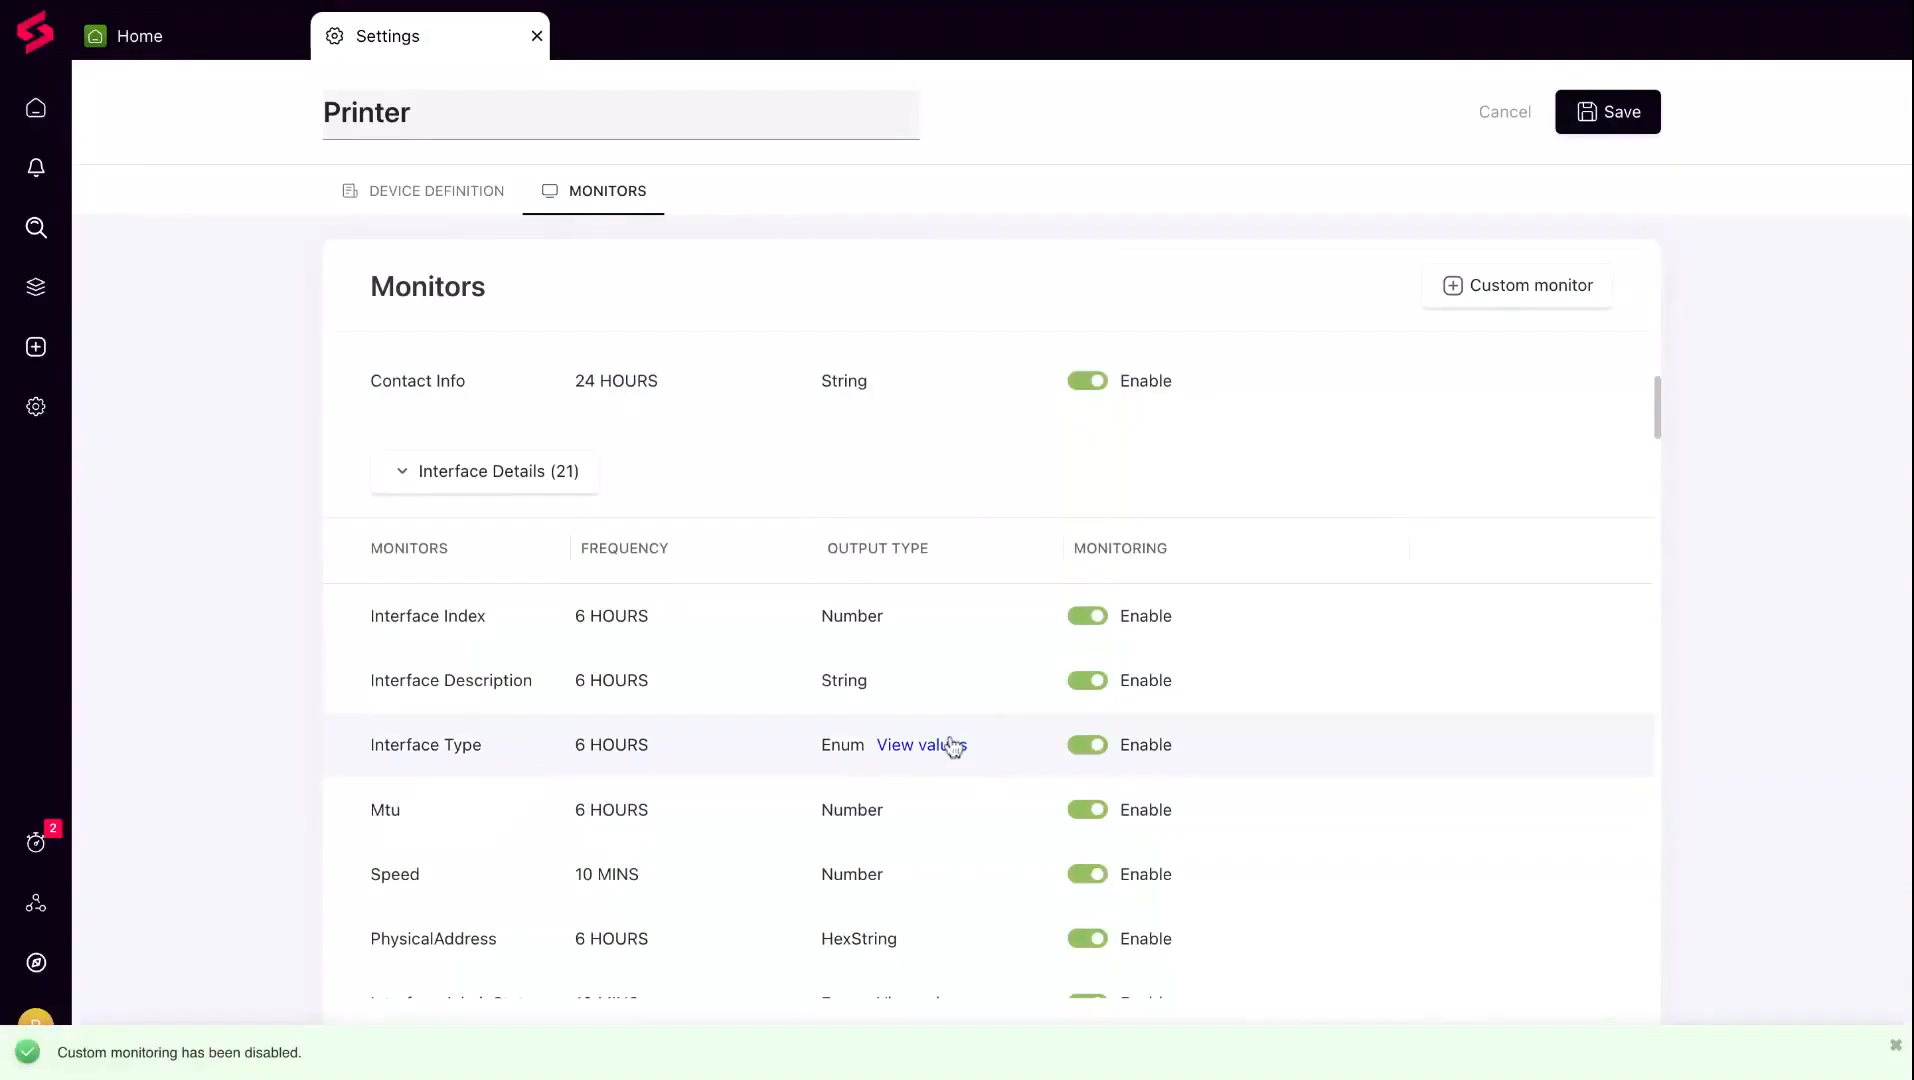 Home
Settings
Printer
Cancel
Save
DEVICE DEFINITION
MONITORS
Monitors
Custom monitor
Contact Info 24 HOURS String Enable
Interface Details (21)
MONITORS FREQUENCY OUTPUT TYPE MONITORING
Interface Index 6 HOURS Number Enable
Interface Description 6 HOURS String Enable
Interface Type 6 HOURS Enum View values Enable
Mtu 6 HOURS Number Enable
Speed 10 MINS Number Enable
PhysicalAddress 6 HOURS HexString Enable
2
Custom monitoring has been disabled.